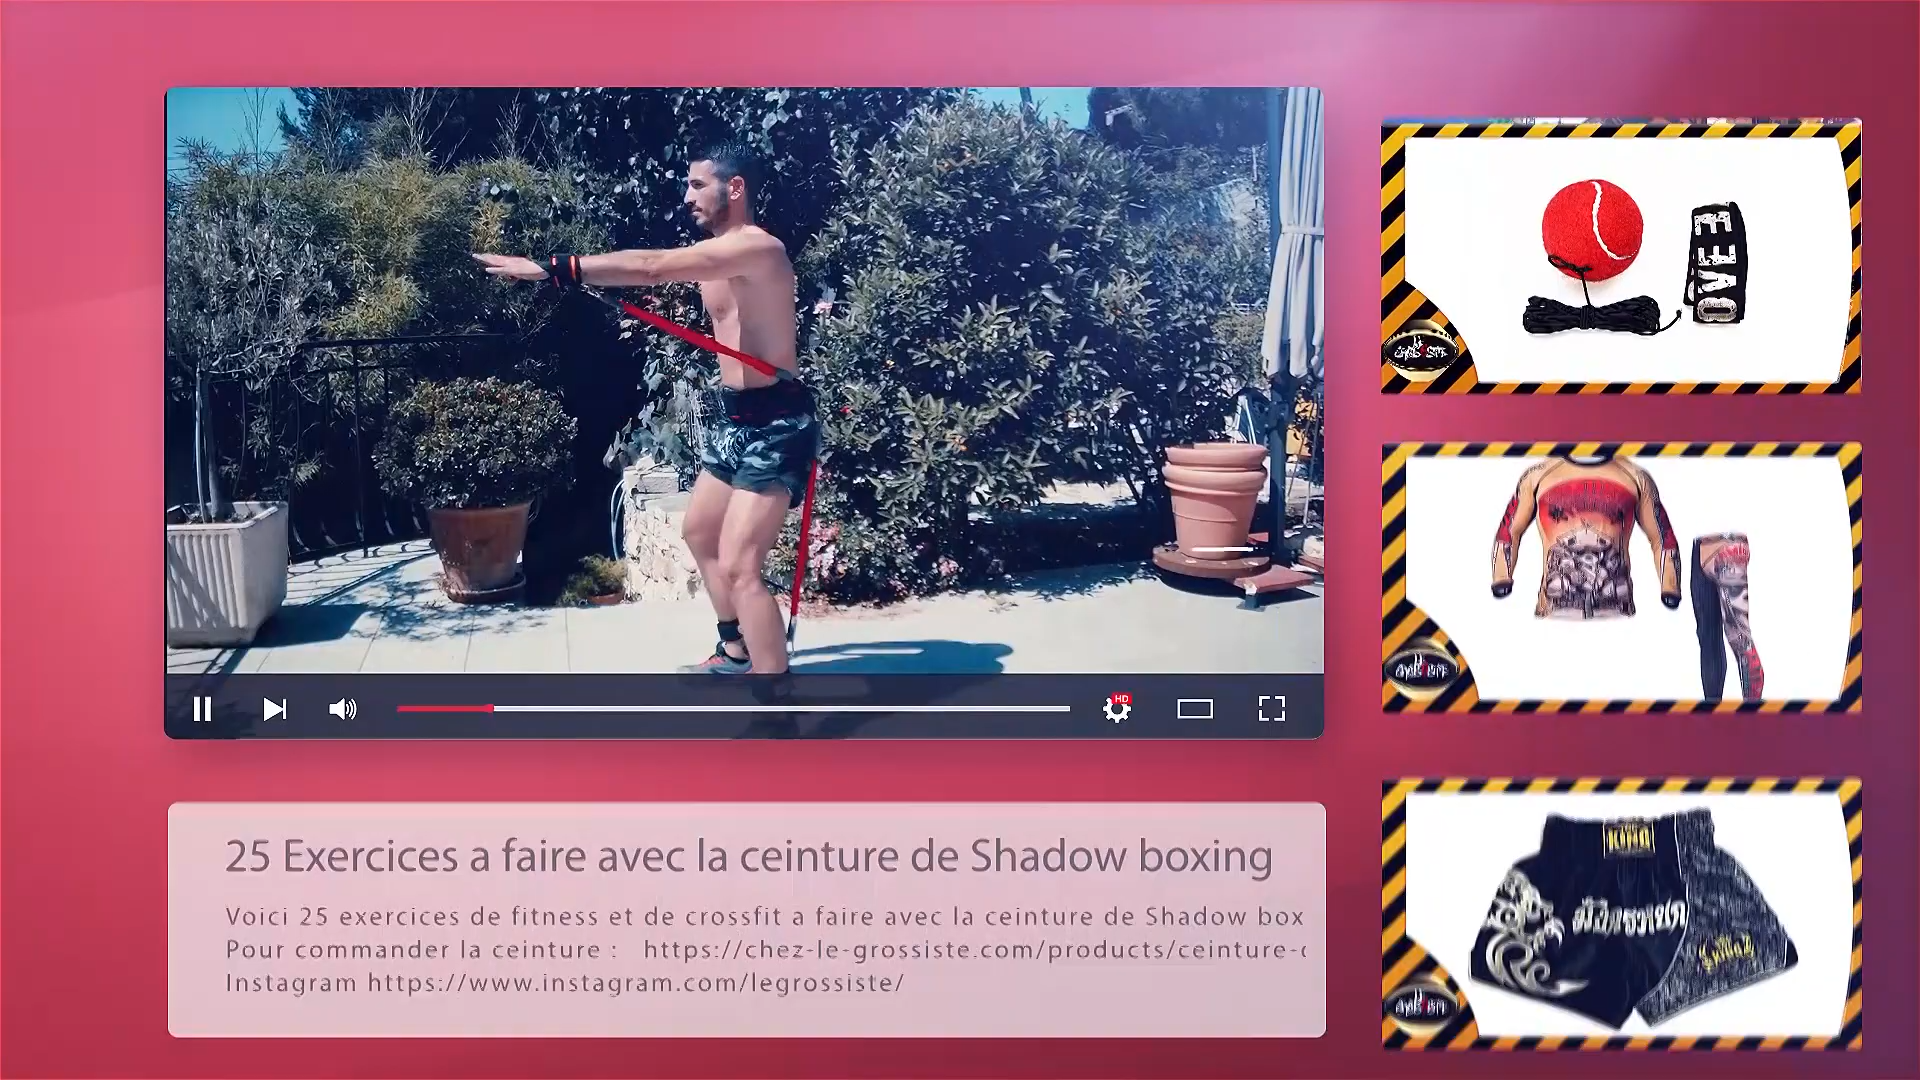 HD
25 Exercices a faire avec la ceinture de Shadow boxing
Voici 25 exercices de fitness et de crossfit a faire avec la ceinture de Shadow box
Pour commander la ceinture : https://chez-le-grossiste.com/products/ceinture-
Instagram https://www.instagram.com/legrossiste/
KING